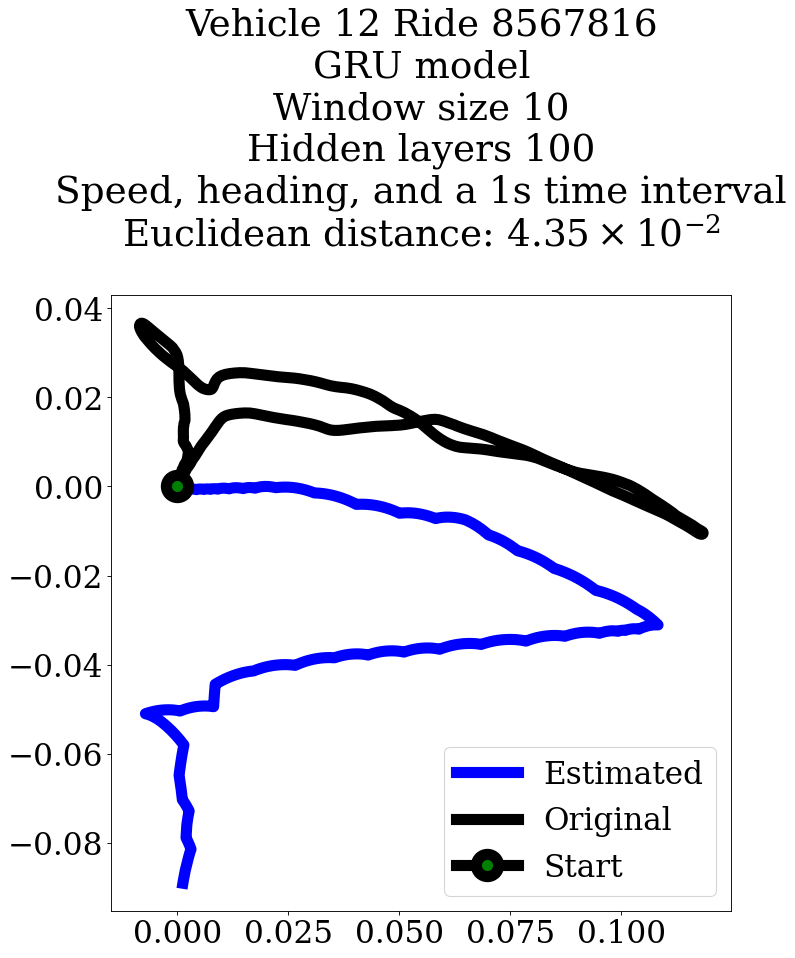 Vehicle 12 Ride 8567816
GRU model
Window size 10
Hidden layers 100
Speed, heading, and a 1s time interval
Euclidean distance: 4.35 × 10⁻²
0.04
0.02
0.00
−0.02
−0.04
−0.06
−0.08
Estimated
Original
Start
0.000 0.025 0.050 0.075 0.100